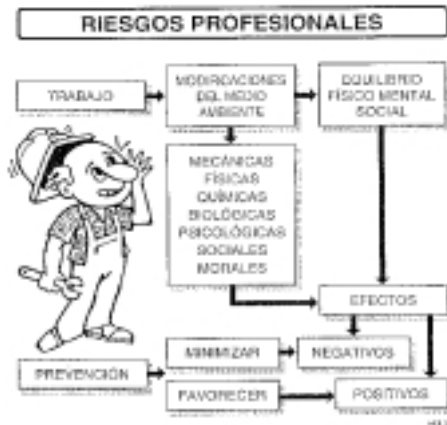 RIESGOS PROFESIONALES
TRABAJO
MODIFICACIONES
DEL MEDIO
AMBIENTE
EQUILIBRIO
FÍSICO MENTAL
SOCIAL
MECÁNICAS
FÍSICAS
QUÍMICAS
BIOLÓGICAS
PSICOLÓGICAS
SOCIALES
MORALES
EFECTOS
PREVENCIÓN
MINIMIZAR
NEGATIVOS
FAVORECER
POSITIVOS